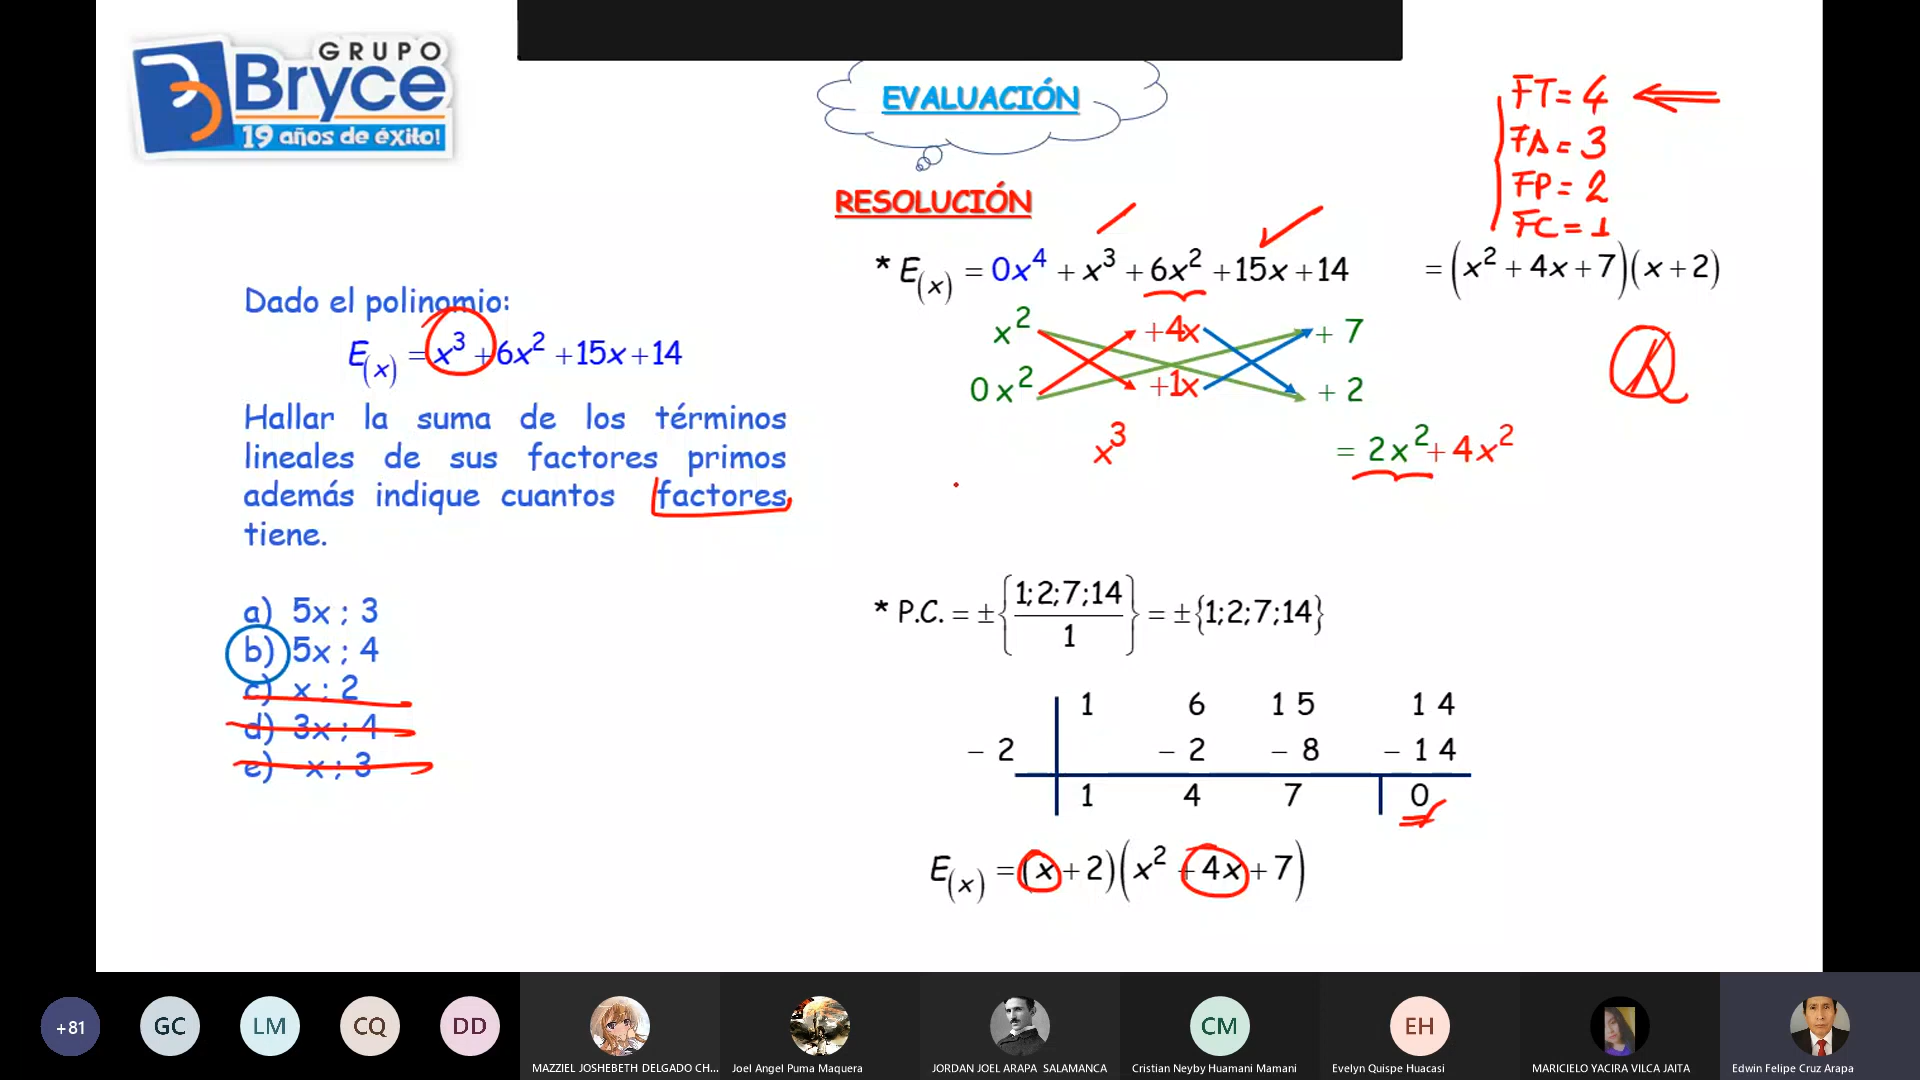 GRUPO
Bryce
19 años de éxito!
EVALUACIÓN
RESOLUCIÓN
FT = 4
FA = 3
FP = 2
FC = 1
Dado el polinomio:
E(x) = x³ + 6x² + 15x + 14
Hallar la suma de los términos
lineales de sus factores primos
además indique cuantos factores
tiene.
a) 5x ; 3
b) 5x ; 4
c) x ; 2
d) 3x ; 4
e) -x ; 3
* E(x) = 0x⁴ + x³ + 6x² + 15x + 14 = (x² + 4x + 7)(x + 2)
x² +4x + 7
0x² +1x + 2
x³ = 2x² + 4x²
* P.C. = ± {1;2;7;14 / 1} = ± {1;2;7;14}
1 6 15 14
-2 -2 -8 -14
1 4 7 0
E(x) = (x + 2)(x² + 4x + 7)
+81
GC
LM
CQ
DD
CM
EH
MAZZIEL JOSHEBETH DELGADO CH...
Joel Angel Puma Maquera
JORDAN JOEL ARAPA SALAMANCA
Cristian Neyby Huamani Mamani
Evelyn Quispe Huacasi
MARICIELO YACIRA VILCA JAITA
Edwin Felipe Cruz Arapa